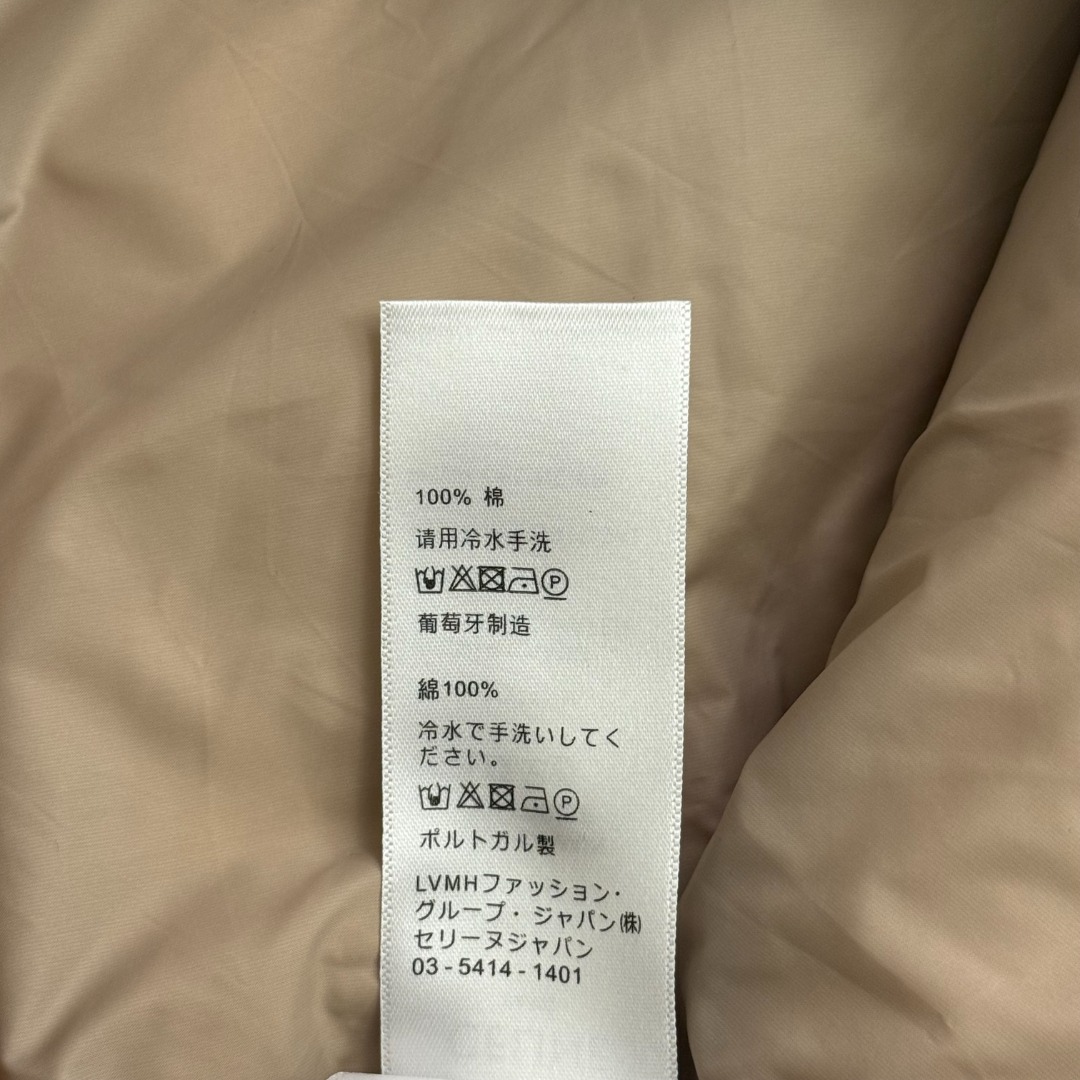 100% 棉
请用冷水手洗
P
葡萄牙制造
綿100%
冷水で手洗いしてく
ださい。
P
ポルトガル製
LVMHファッション・
グループ・ジャパン㈱
セリーヌジャパン
03-5414-1401